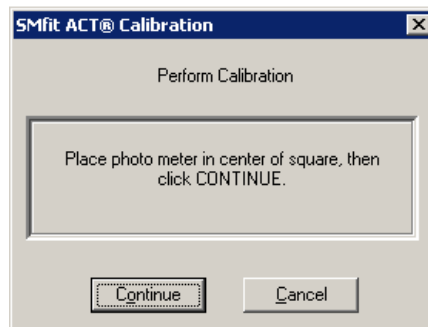 SMfit ACT® Calibration
Perform Calibration
Place photo meter in center of square, then
click CONTINUE.
Continue
Cancel